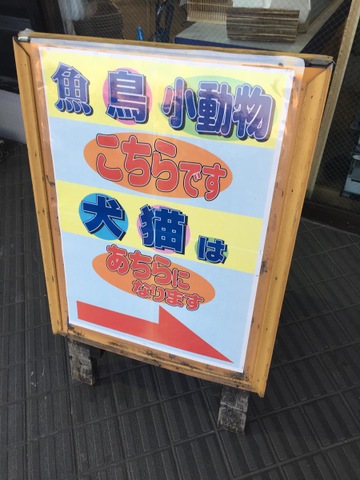 魚 鳥 小動物
こちらです
犬 猫 は
あちらに
なります